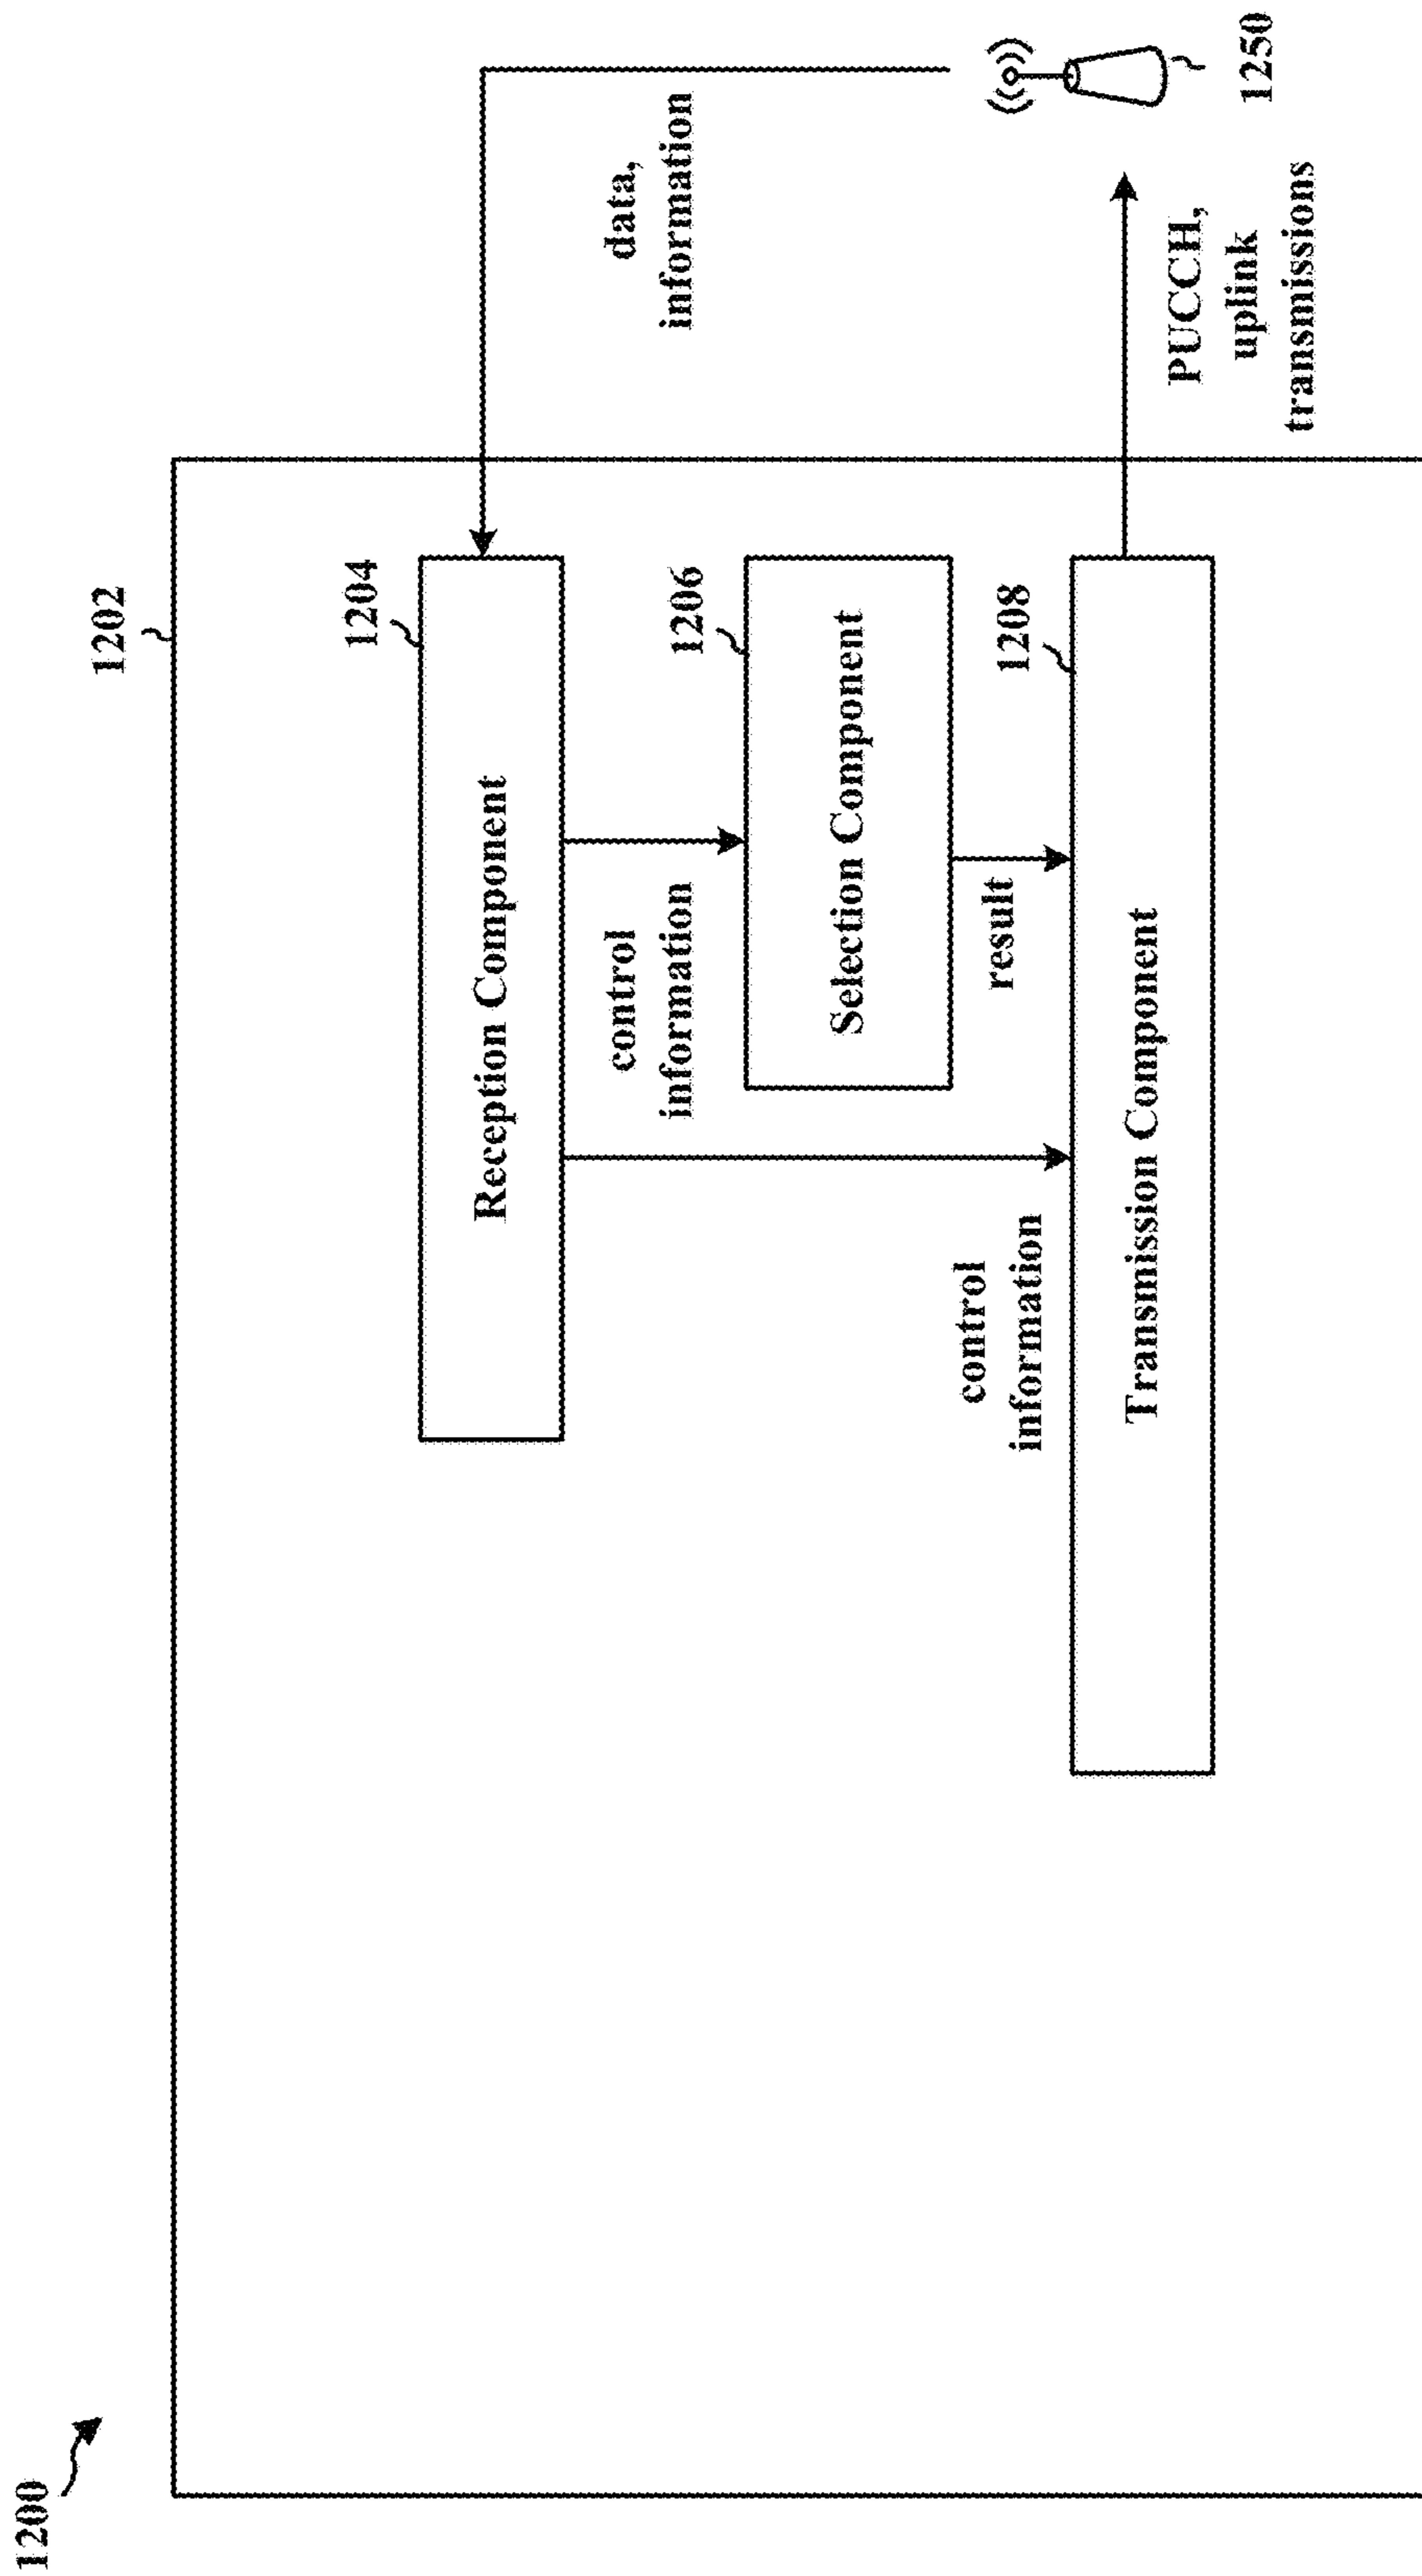 1200
1202
1204
Reception Component
data,
information
control
information
1206
Selection Component
1250
result
control
information
1208
Transmission Component
PUCCH,
uplink
transmissions